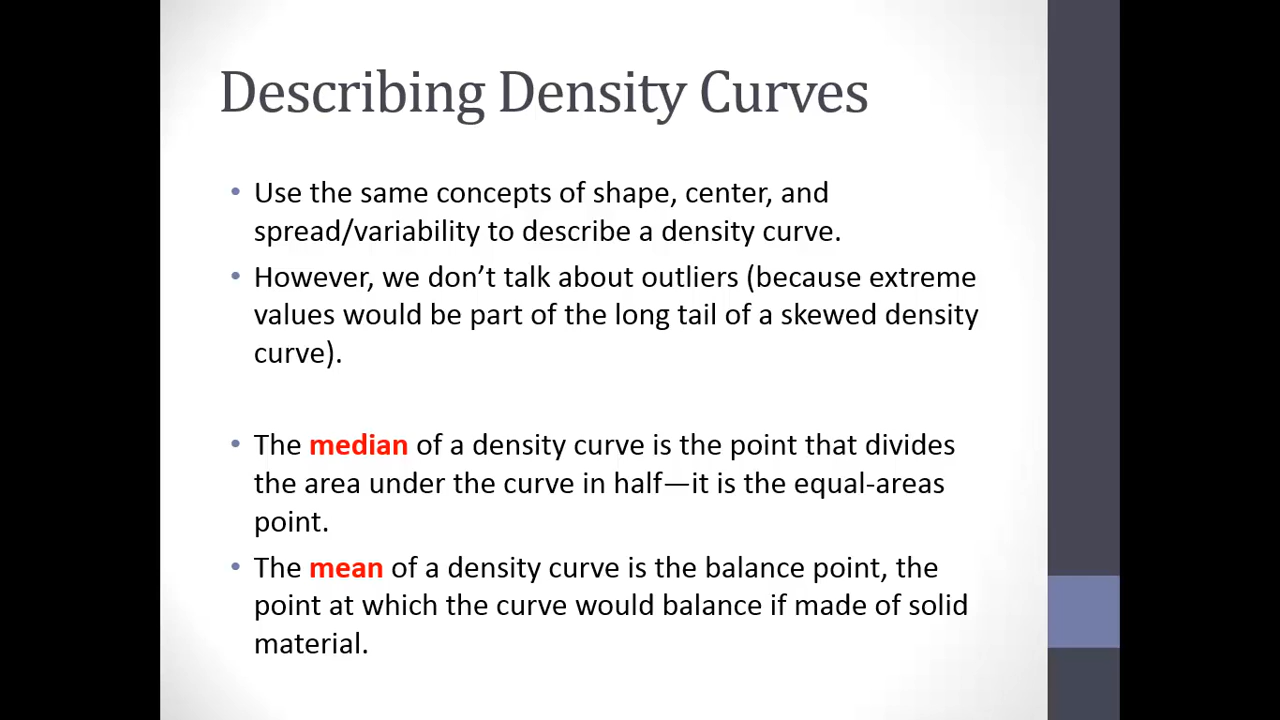 Describing Density Curves
• Use the same concepts of shape, center, and
spread/variability to describe a density curve.
• However, we don’t talk about outliers (because extreme
values would be part of the long tail of a skewed density
curve).
• The median of a density curve is the point that divides
the area under the curve in half—it is the equal-areas
point.
• The mean of a density curve is the balance point, the
point at which the curve would balance if made of solid
material.